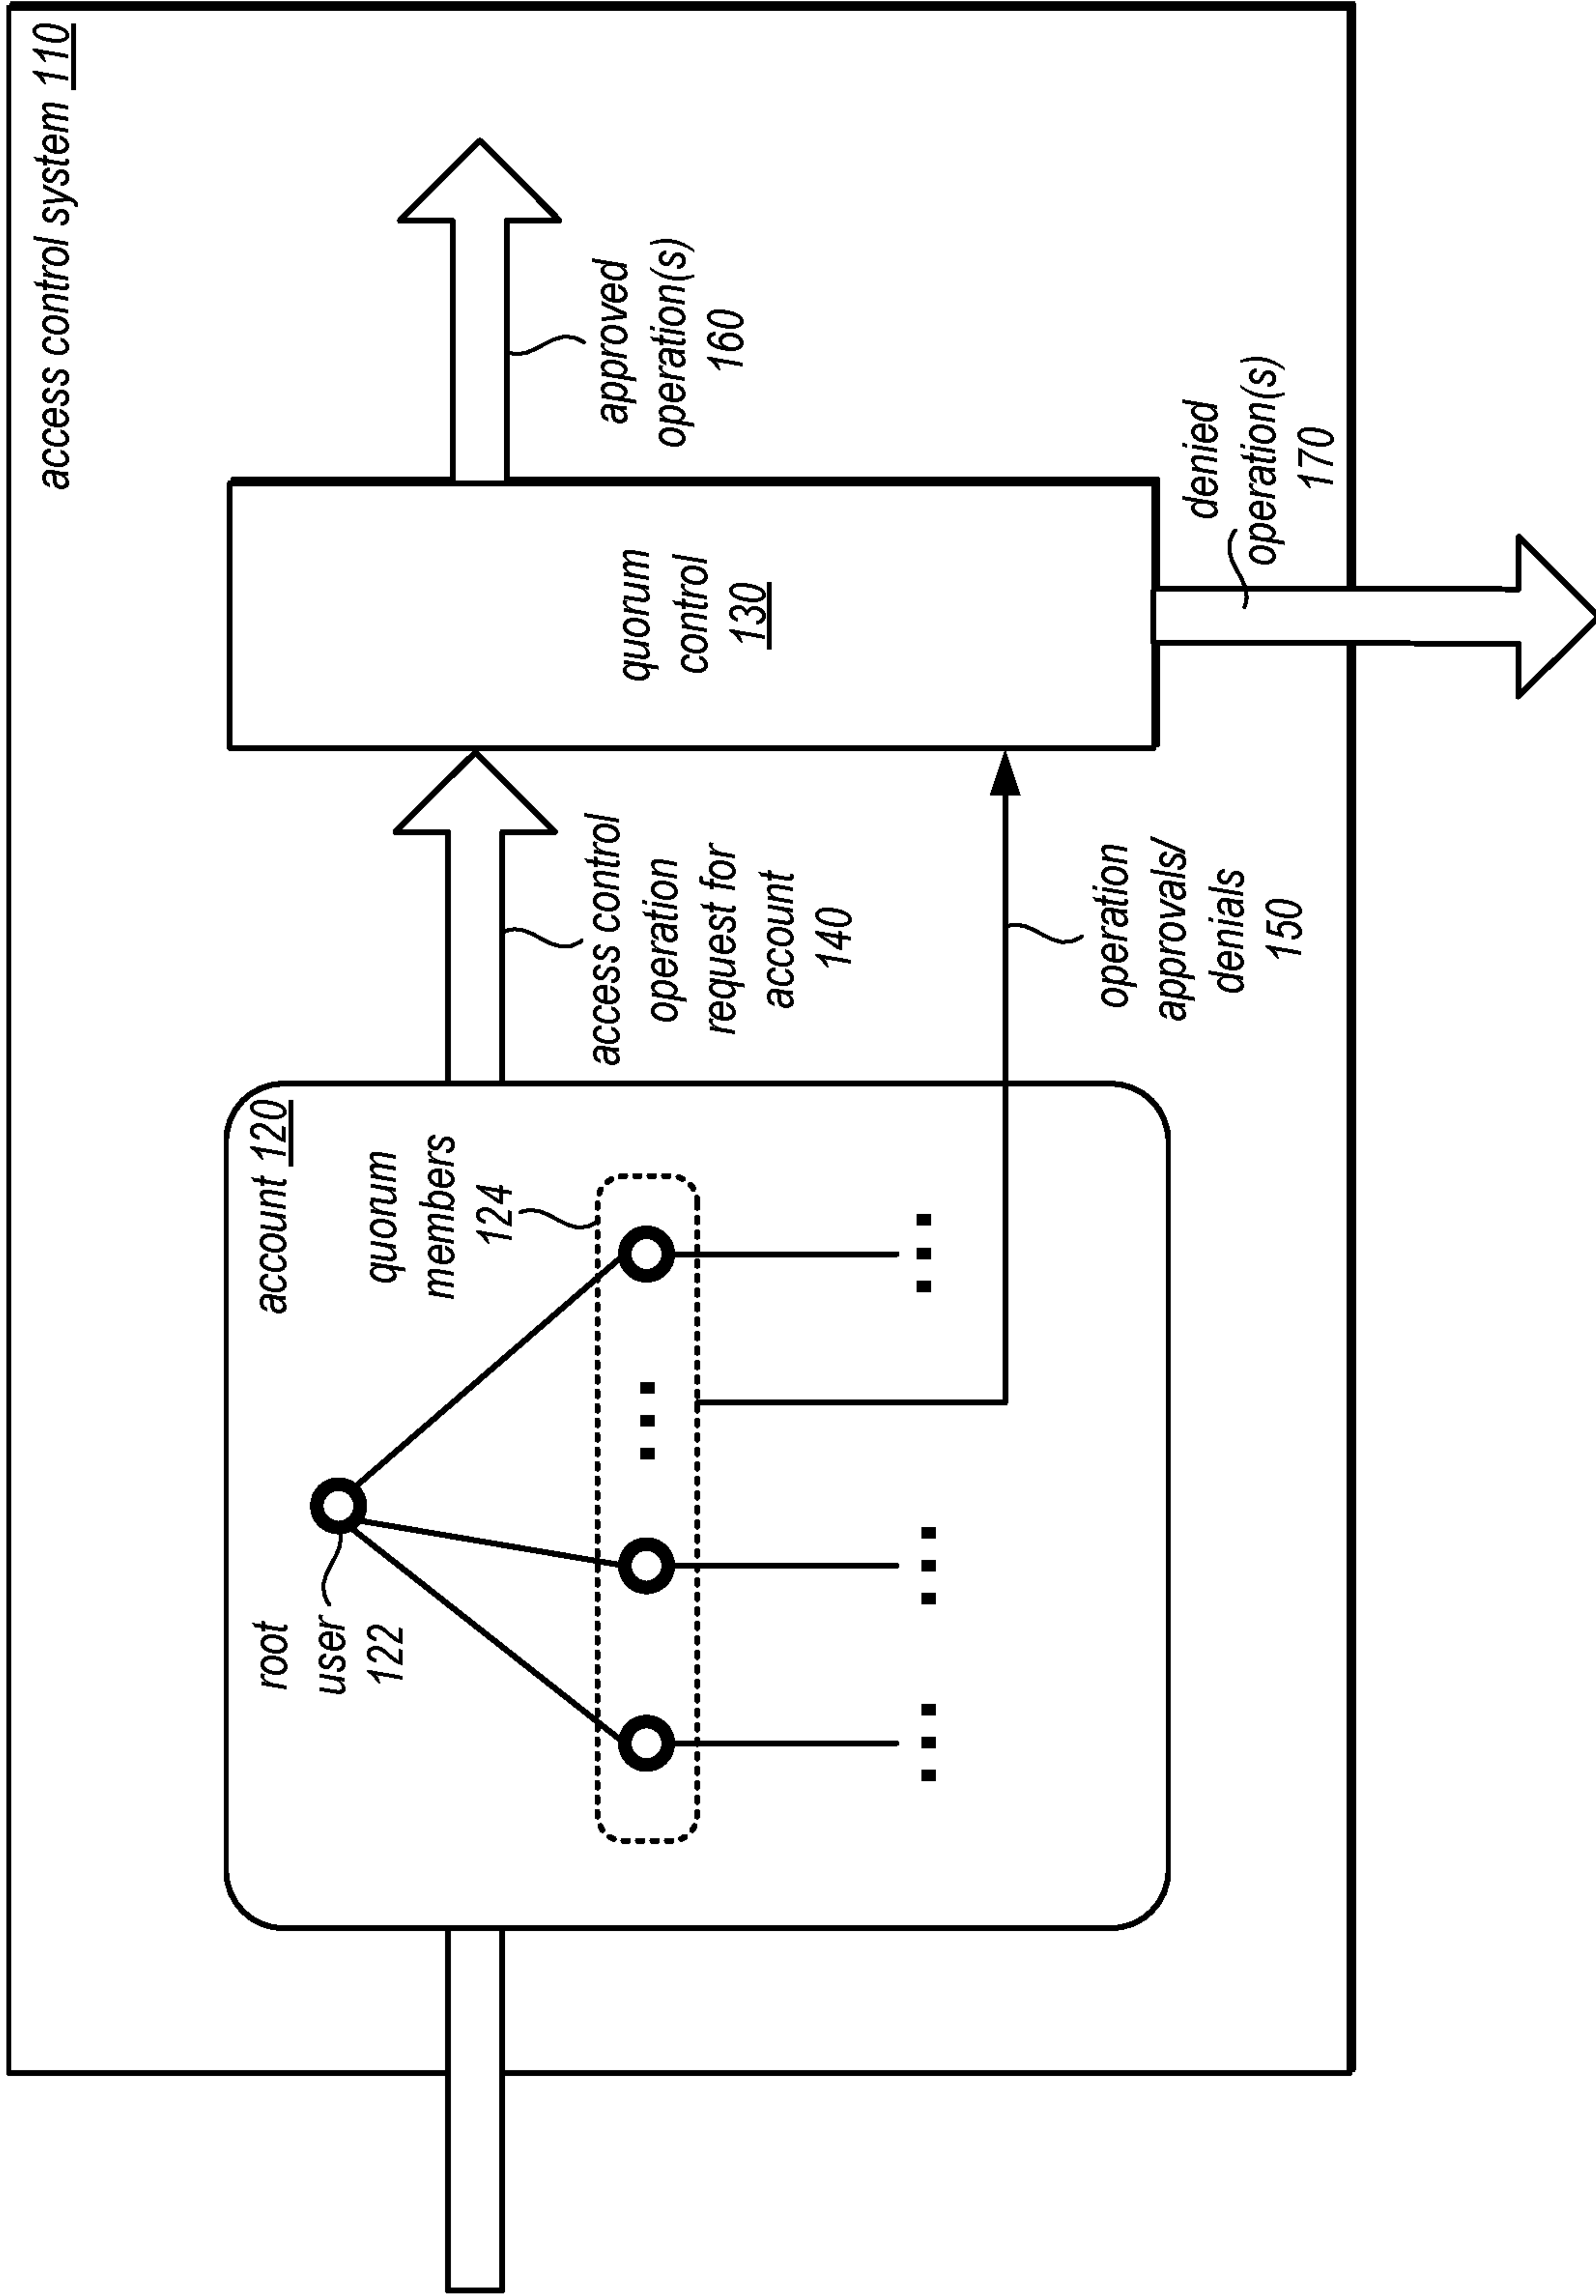 access control system 110
account 120
root
user
122
quorum
members
124
access control
operation
request for
account
140
operation
approvals/
denials
150
quorum
control
130
approved
operation(s)
160
denied
operation(s)
170